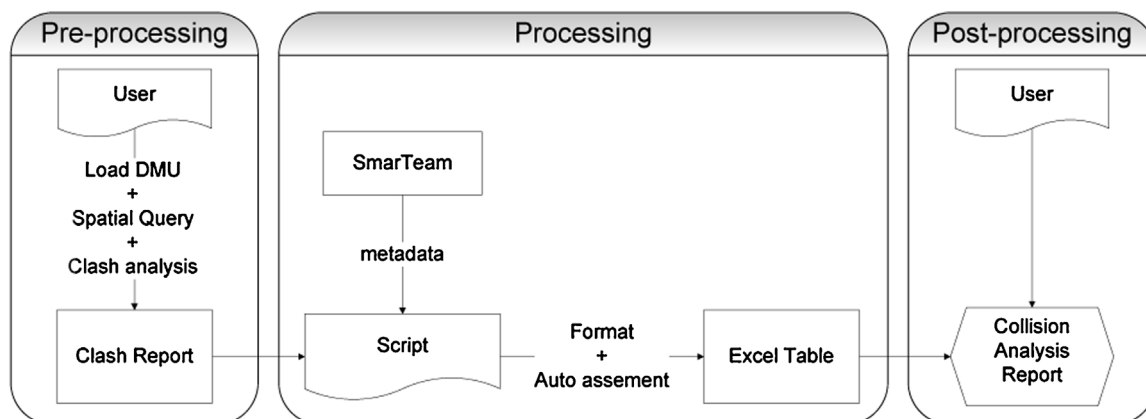 Pre-processing
User
Load DMU
+
Spatial Query
+
Clash analysis
Clash Report
Processing
SmarTeam
metadata
Script
Format
+
Auto assement
Excel Table
Post-processing
User
Collision
Analysis
Report